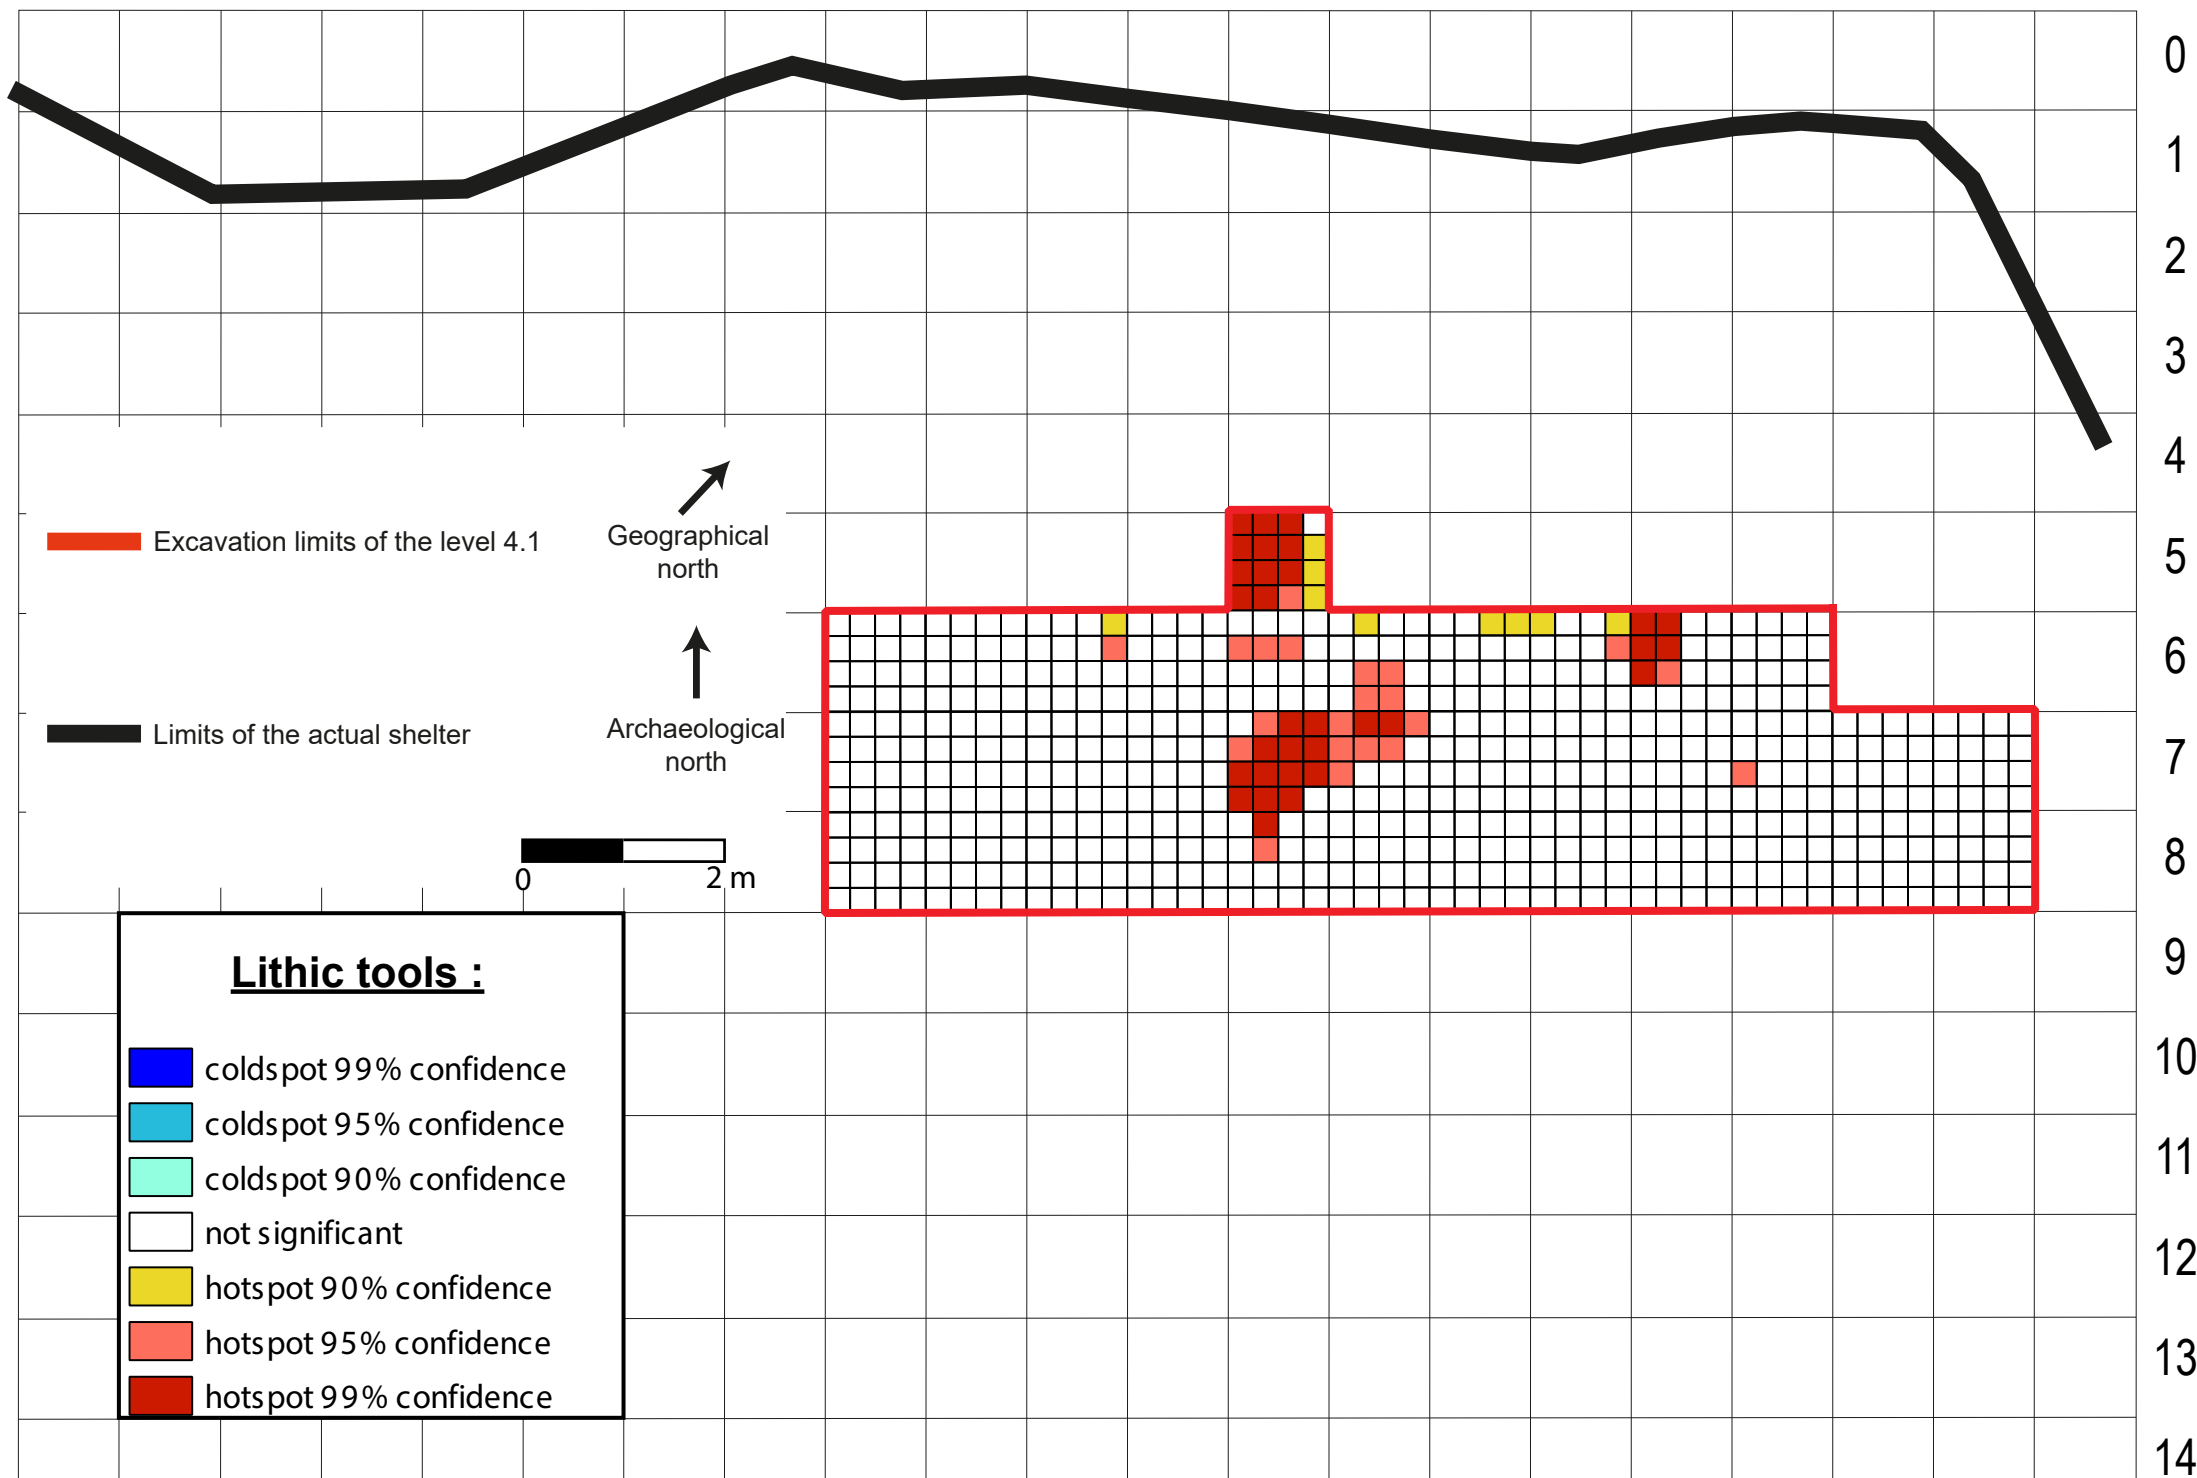 0
1
2
3
4
Excavation limits of the level 4.1
Geographical
north
5
6
Limits of the actual shelter
Archaeological
north
7
8
0
2 m
9
Lithic tools :
coldspot 99% confidence
coldspot 95% confidence
coldspot 90% confidence
not significant
hotspot 90% confidence
hotspot 95% confidence
hotspot 99% confidence
10
11
12
13
14